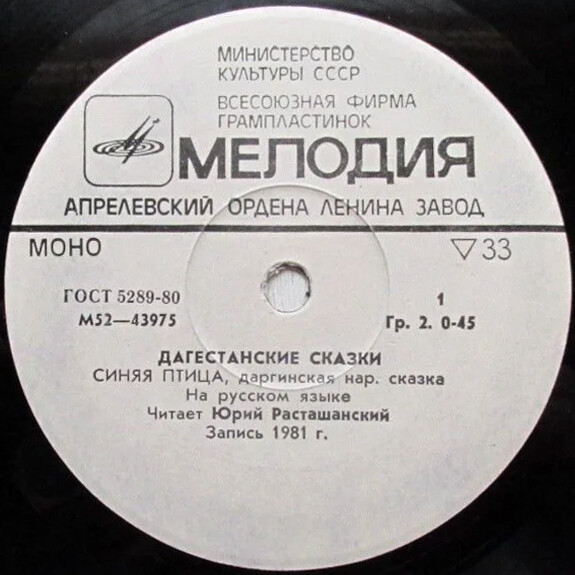 МИНИСТЕРСТВО
КУЛЬТУРЫ СССР
ВСЕСОЮЗНАЯ ФИРМА
ГРАМПЛАСТИНОК
МЕЛОДИЯ
АПРЕЛЕВСКИЙ ОРДЕНА ЛЕНИНА ЗАВОД
МОНО
▽33
ГОСТ 5289-80
М52—43975
1
Гр. 2. 0-45
ДАГЕСТАНСКИЕ СКАЗКИ
СИНЯЯ ПТИЦА, даргинская нар. сказка
На русском языке
Читает Юрий Расташанский
Запись 1981 г.